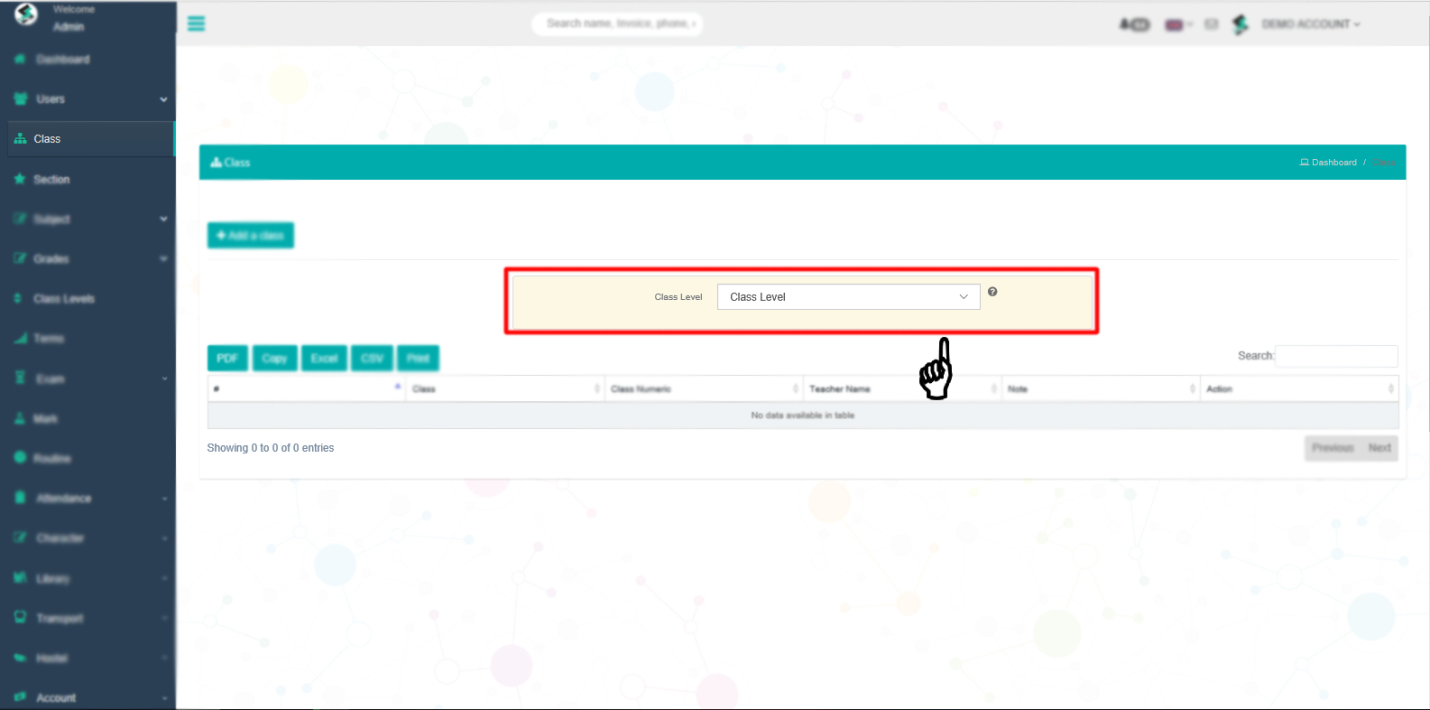 Welcome
Admin
Search name, Invoice, phone,
DEMO ACCOUNT
Dashboard
Users
Class
Section
Subject
Grades
Class Levels
Terms
Exam
Mark
Routine
Attendance
Character
Library
Transport
Hostel
Account
Class
Dashboard /
+ Add a class
Class Level
Class Level
PDF
Copy
Excel
CSV
Print
Search:
#
Class
Class Numeric
Teacher Name
Note
Action
No data available in table
Showing 0 to 0 of 0 entries
Previous
Next